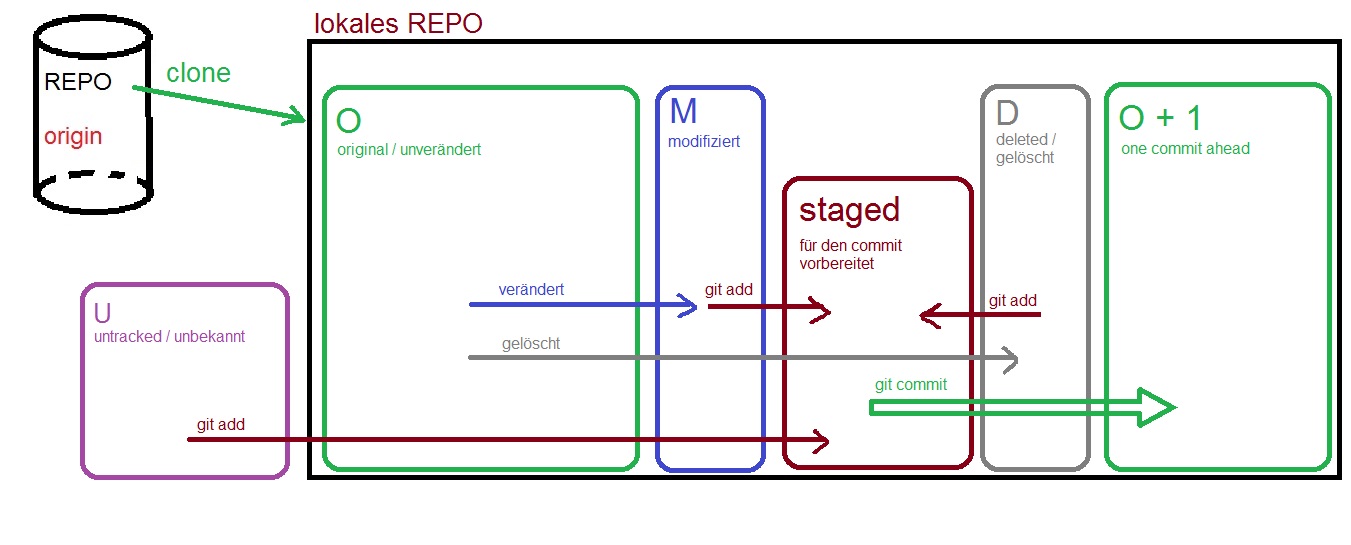 lokales REPO
REPO
origin
clone
O
original / unverändert
M
modifiziert
D
deleted /
gelöscht
O + 1
one commit ahead
staged
für den commit
vorbereitet
U
untracked / unbekannt
verändert
git add
git add
gelöscht
git commit
git add